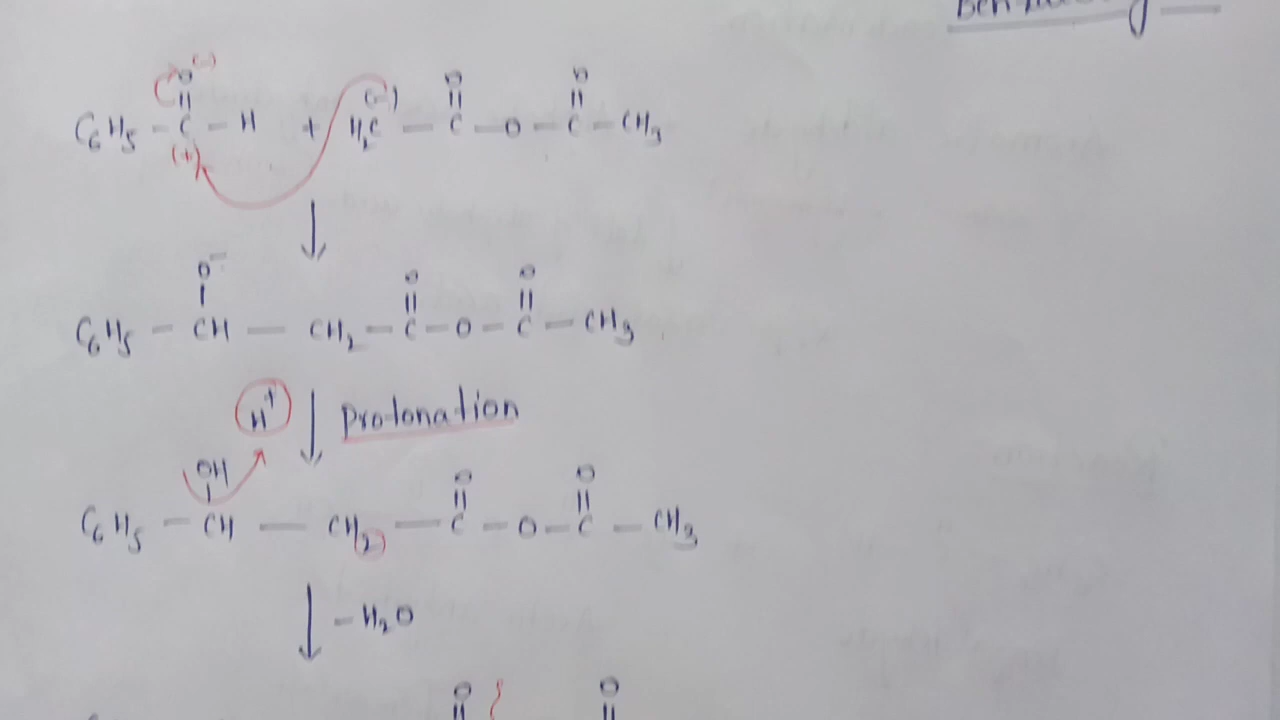 O(-)
C6H5 - C - H + H2C(-) - C - O - C - CH3
(+)
O- O O
C6H5 - CH - CH2 - C - O - C - CH3
H+ Protonation
OH O O
C6H5 - CH - CH2 - C - O - C - CH3
- H2O
O O